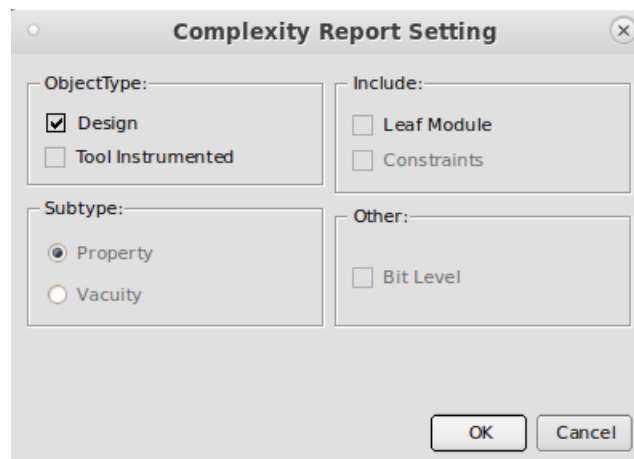 Complexity Report Setting
ObjectType:
Design
Tool Instrumented
Include:
Leaf Module
Constraints
Subtype:
Property
Vacuity
Other:
Bit Level
OK
Cancel